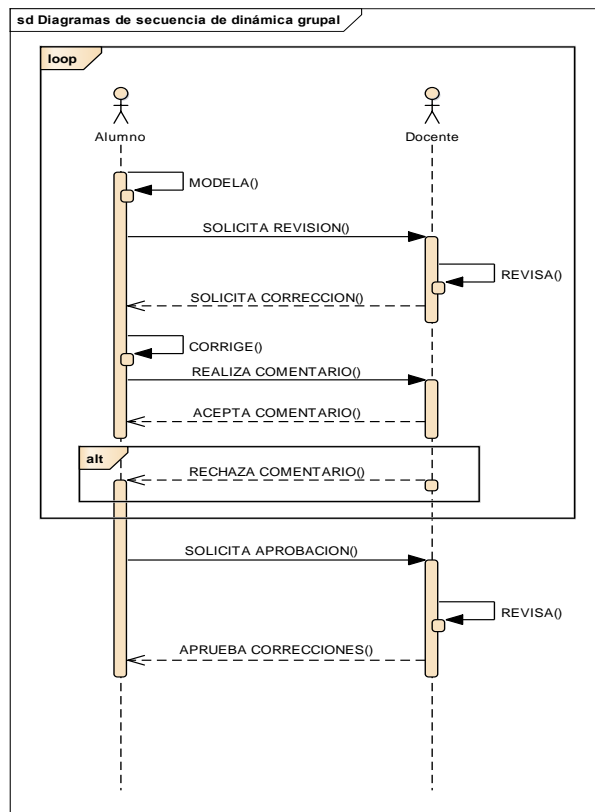 sd Diagramas de secuencia de dinámica grupal
loop
Alumno
Docente
MODELA()
SOLICITA REVISION()
REVISA()
SOLICITA CORRECCION()
CORRIGE()
REALIZA COMENTARIO()
ACEPTA COMENTARIO()
alt
RECHAZA COMENTARIO()
SOLICITA APROBACION()
REVISA()
APRUEBA CORRECCIONES()